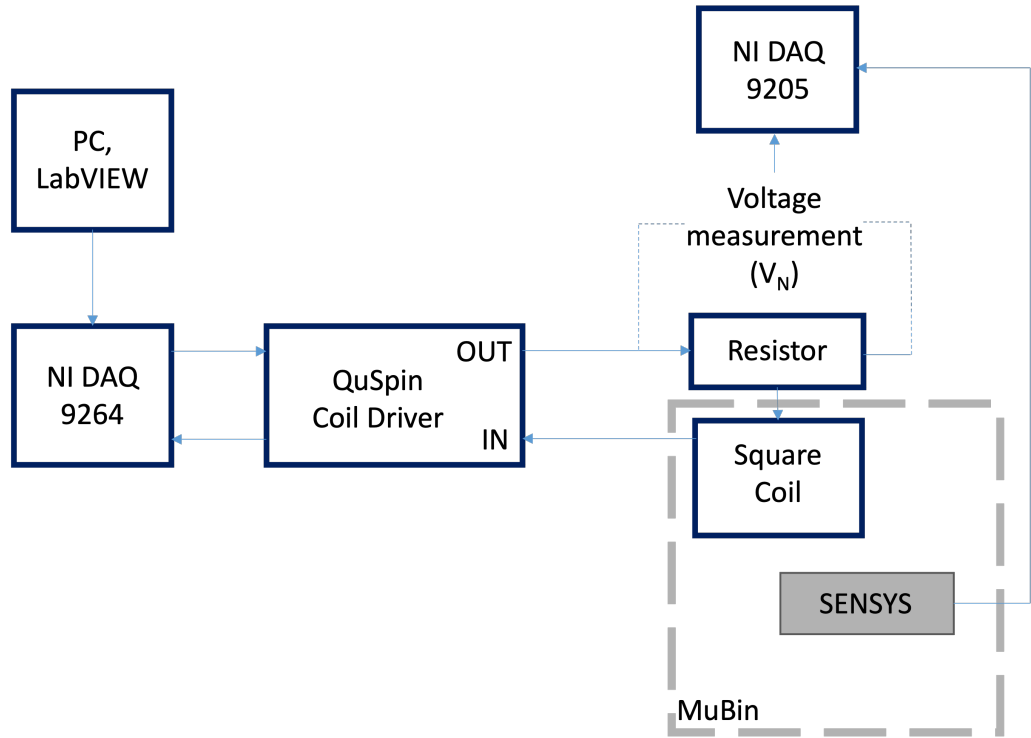 NI DAQ
9205
PC,
LabVIEW
Voltage
measurement
(V_N)
NI DAQ
9264
QuSpin
Coil Driver
OUT
IN
Resistor
Square
Coil
SENSYS
MuBin